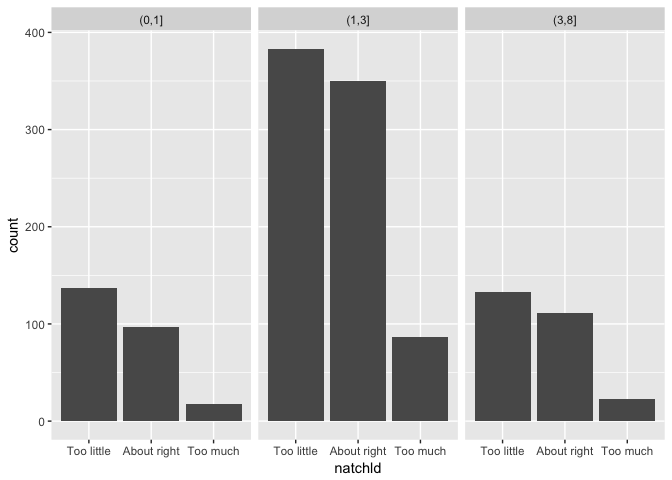 (0,1] (1,3] (3,8]
400
300
200
100
0
count
Too little About right Too much Too little About right Too much Too little About right Too much
natchld